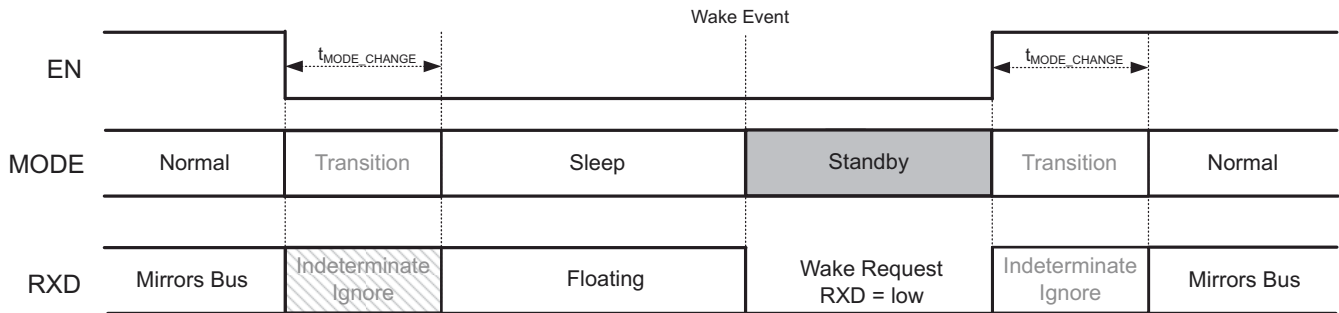 Wake Event
EN
tMODE_CHANGE
tMODE_CHANGE
MODE
Normal
Transition
Sleep
Standby
Transition
Normal
RXD
Mirrors Bus
Indeterminate
Ignore
Floating
Wake Request
RXD = low
Indeterminate
Ignore
Mirrors Bus